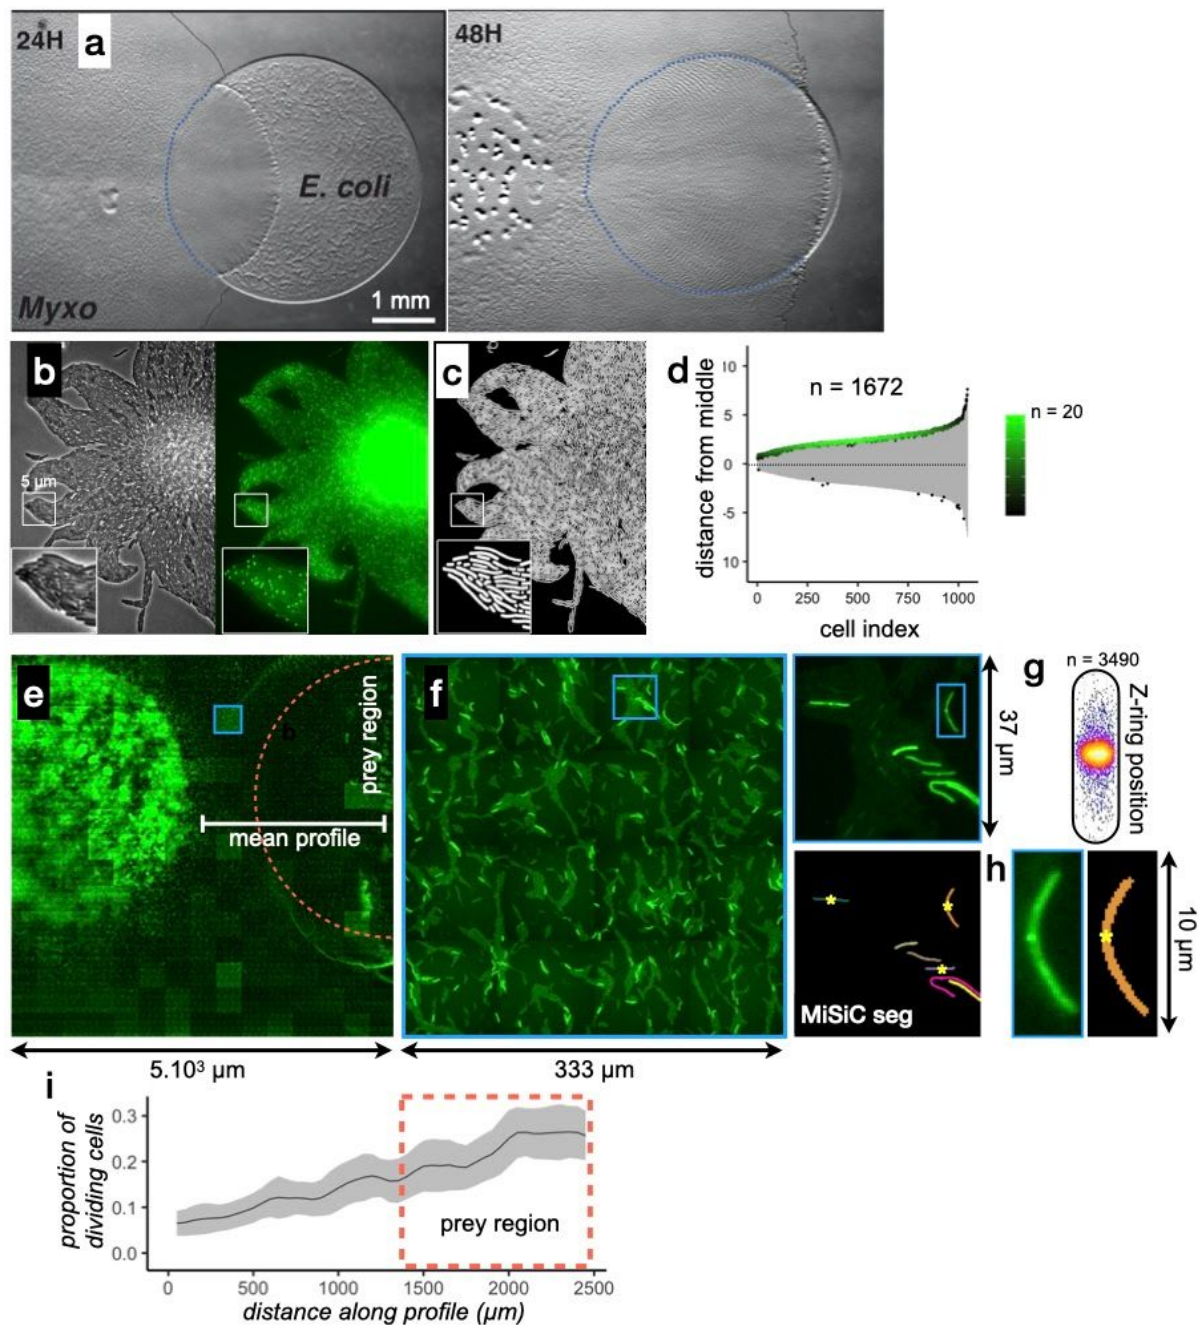 24H
a
48H
E. coli
Myxo
1 mm
b
5 µm
c
d
distance from middle
10
5
0
-5
10
n = 1672
n = 20
0
250
500
750
1000
cell index
e
b
prey region
mean profile
5.10³ µm
f
333 µm
37 µm
g
n = 3490
Z-ring position
MiSiC seg
h
10 µm
i
proportion of
dividing cells
0.3
0.2
0.1
0.0
prey region
0
500
1000
1500
2000
2500
distance along profile (µm)